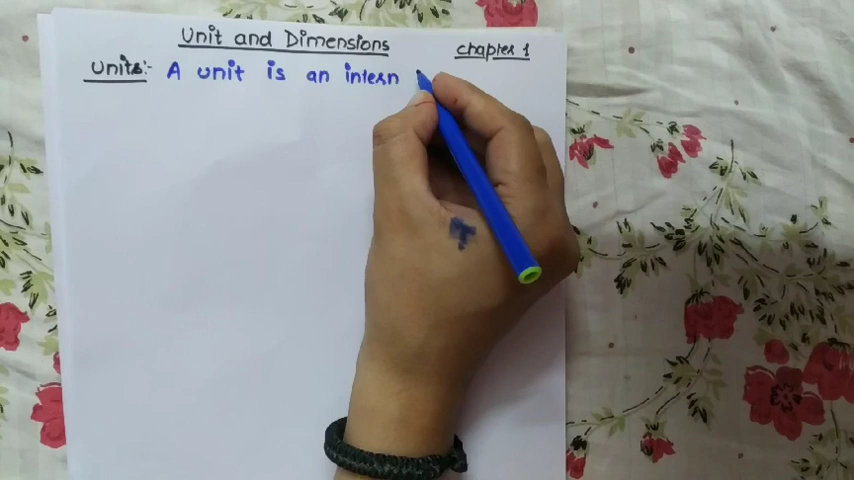 Unit and Dimensions
chapter 1
Units:- A unit is an intern